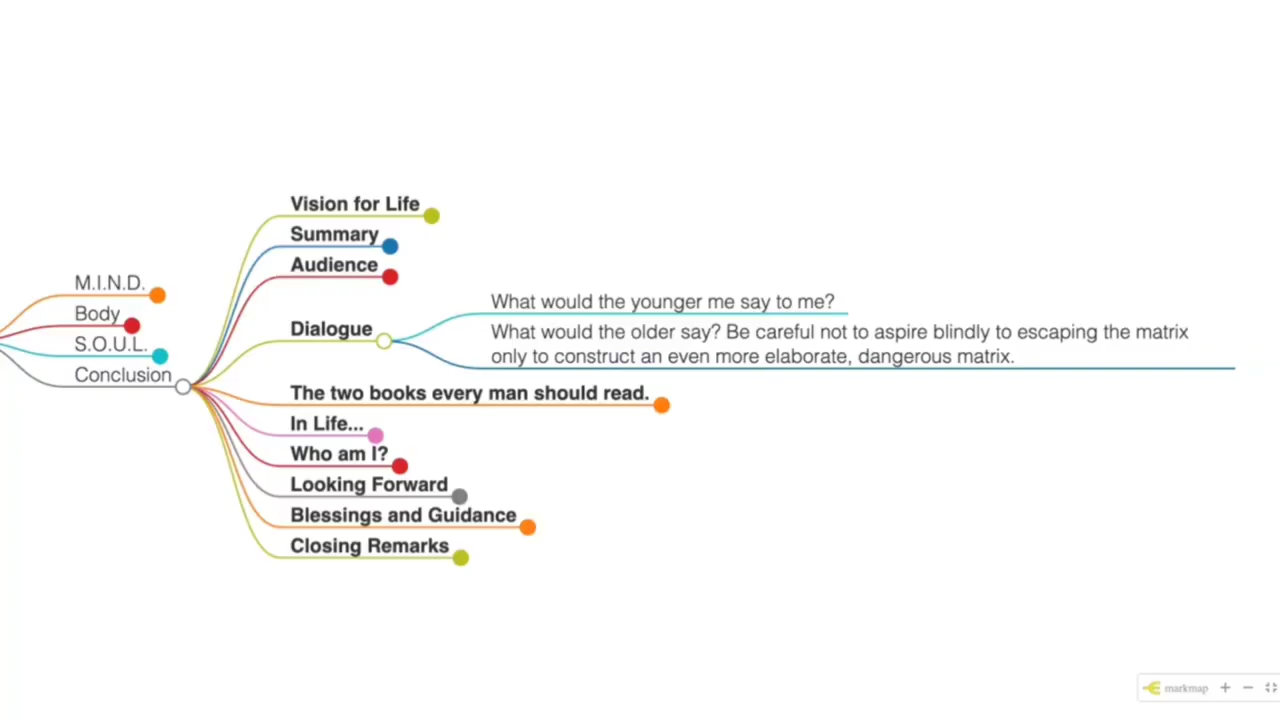 M.I.N.D.
Body
S.O.U.L.
Conclusion
Vision for Life
Summary
Audience
Dialogue
What would the younger me say to me?
What would the older say? Be careful not to aspire blindly to escaping the matrix
only to construct an even more elaborate, dangerous matrix.
The two books every man should read.
In Life...
Who am I?
Looking Forward
Blessings and Guidance
Closing Remarks
markmap + −